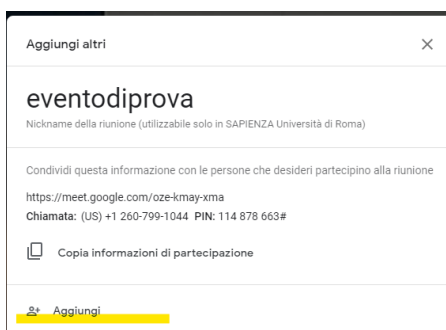 Aggiungi altri
eventodiprova
Nickname della riunione (utilizzabile solo in SAPIENZA Università di Roma)
Condividi questa informazione con le persone che desideri partecipino alla riunione
https://meet.google.com/oze-kmay-xma
Chiamata: (US) +1 260-799-1044 PIN: 114 878 663#
Copia informazioni di partecipazione
Aggiungi